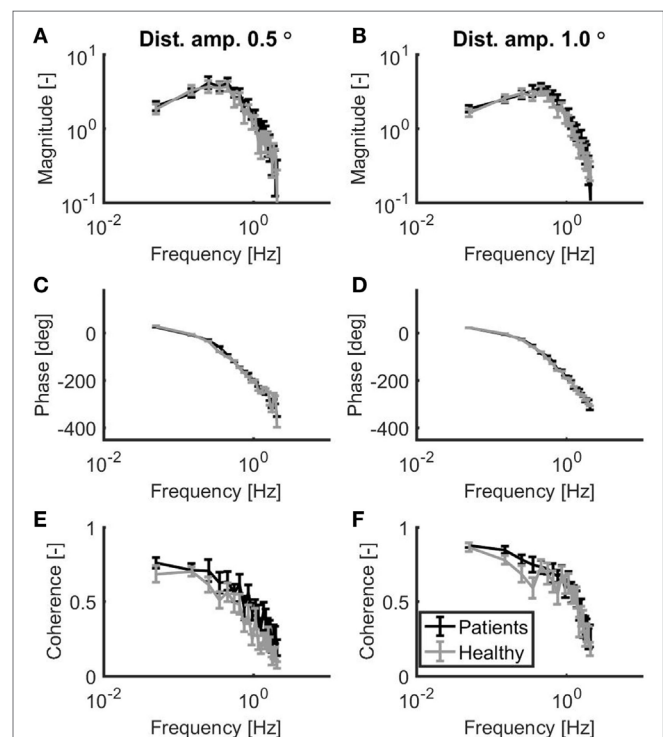 A Dist. amp. 0.5 ° B Dist. amp. 1.0 °
Magnitude [-] 10^1 10^0 10^-1 Magnitude [-] 10^1 10^0 10^-1
10^-2 10^0 10^-2 10^0
Frequency [Hz] Frequency [Hz]
C D
Phase [deg] 0 -200 -400 Phase [deg] 0 -200 -400
10^-2 10^0 10^-2 10^0
Frequency [Hz] Frequency [Hz]
E F
Coherence [-] 1 0.5 0 Coherence [-] 1 0.5 0
Patients
Healthy
10^-2 10^0 10^-2 10^0
Frequency [Hz] Frequency [Hz]